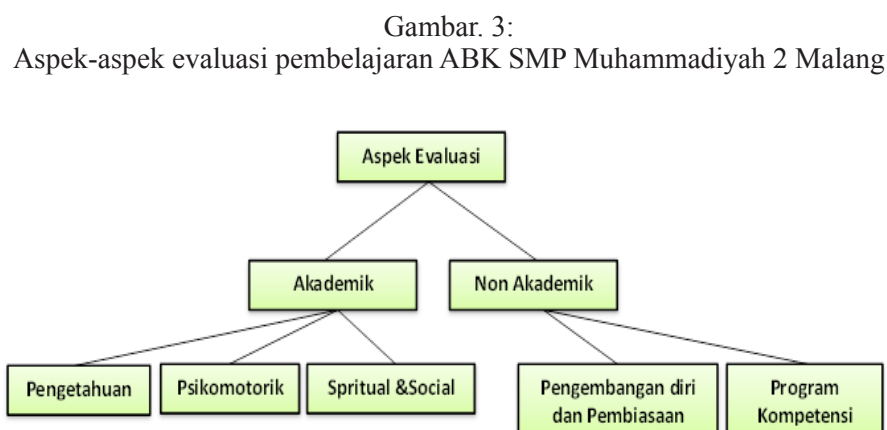 Gambar. 3:
Aspek-aspek evaluasi pembelajaran ABK SMP Muhammadiyah 2 Malang
Aspek Evaluasi
Akademik
Non Akademik
Pengetahuan
Psikomotorik
Spritual &Social
Pengembangan diri
dan Pembiasaan
Program
Kompetensi